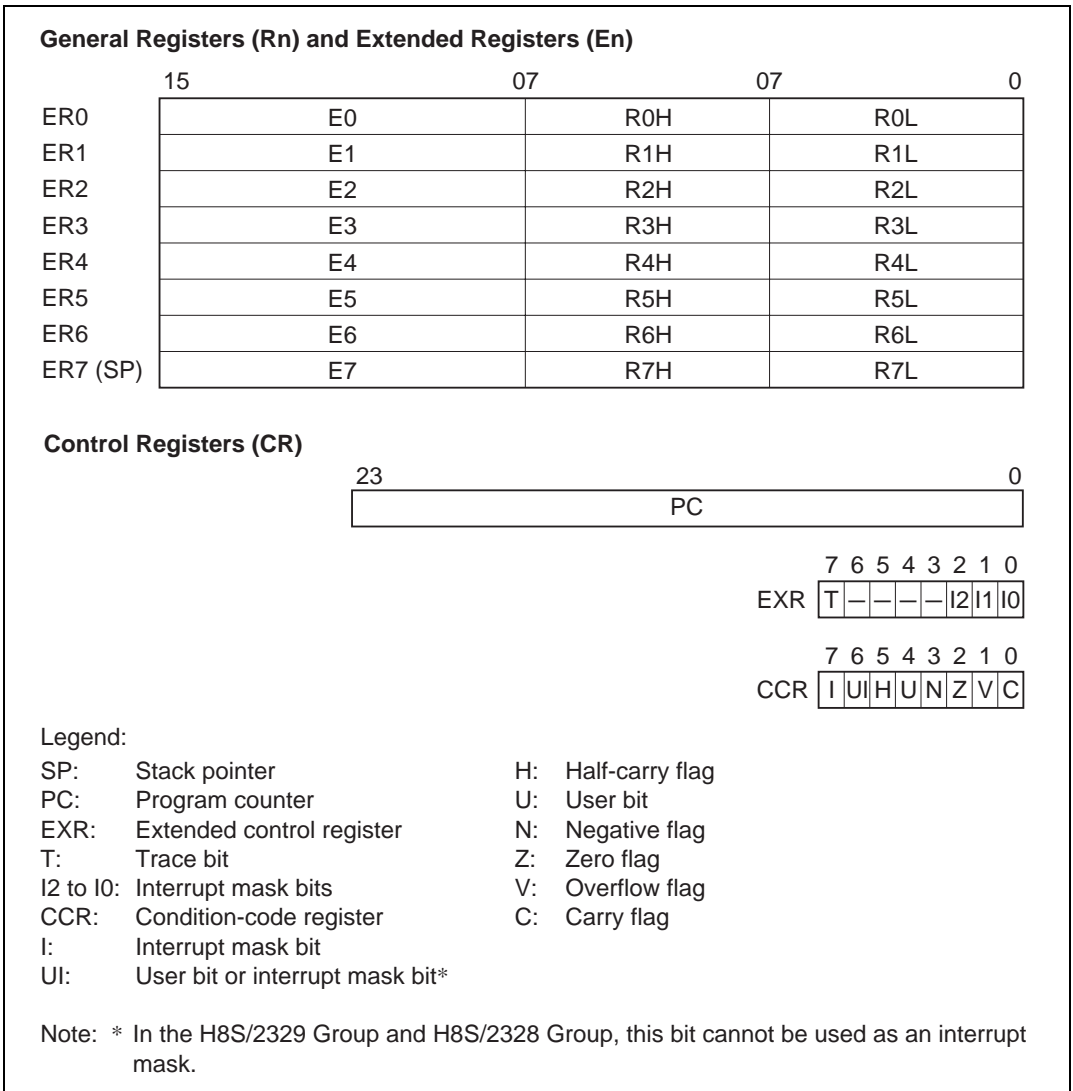 General Registers (Rn) and Extended Registers (En)
15 07 07 0
ER0 E0 R0H R0L
ER1 E1 R1H R1L
ER2 E2 R2H R2L
ER3 E3 R3H R3L
ER4 E4 R4H R4L
ER5 E5 R5H R5L
ER6 E6 R6H R6L
ER7 (SP) E7 R7H R7L
Control Registers (CR)
23 0
PC
7 6 5 4 3 2 1 0
EXR T — — — — I2 I1 I0
7 6 5 4 3 2 1 0
CCR I UI H U N Z V C
Legend:
SP: Stack pointer H: Half-carry flag
PC: Program counter U: User bit
EXR: Extended control register N: Negative flag
T: Trace bit Z: Zero flag
I2 to I0: Interrupt mask bits V: Overflow flag
CCR: Condition-code register C: Carry flag
I: Interrupt mask bit
UI: User bit or interrupt mask bit*
Note: * In the H8S/2329 Group and H8S/2328 Group, this bit cannot be used as an interrupt
mask.